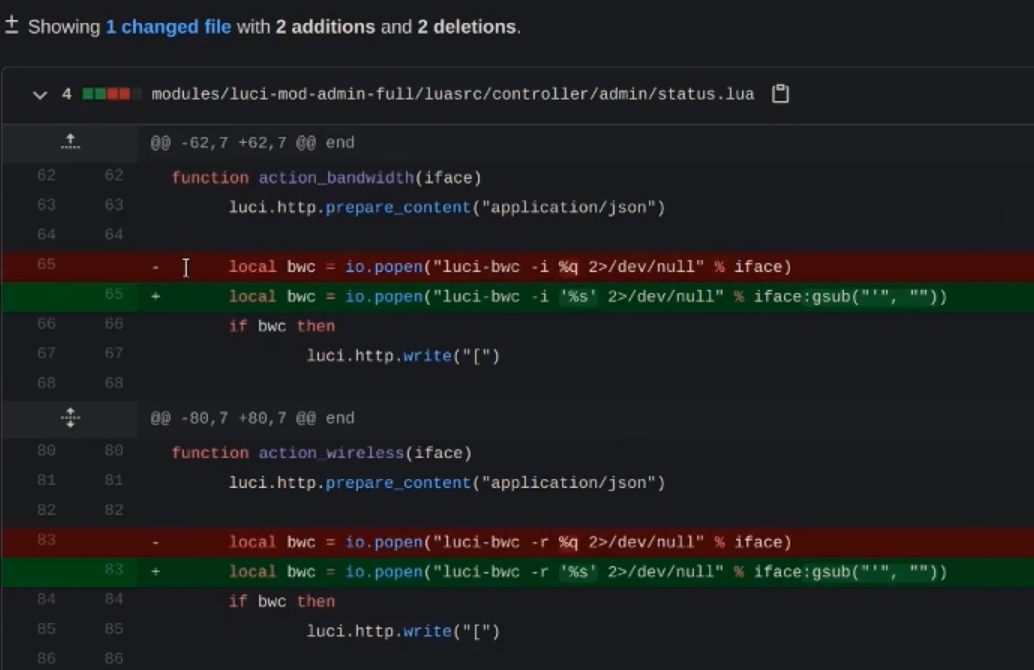 Showing 1 changed file with 2 additions and 2 deletions.
4 modules/luci-mod-admin-full/luasrc/controller/admin/status.lua
@@ -62,7 +62,7 @@ end
62 62 function action_bandwidth(iface)
63 63 luci.http.prepare_content("application/json")
64 64
65 - local bwc = io.popen("luci-bwc -i %q 2>/dev/null" % iface)
65 + local bwc = io.popen("luci-bwc -i '%s' 2>/dev/null" % iface:gsub("'", ""))
66 66 if bwc then
67 67 luci.http.write("[")
68 68
@@ -80,7 +80,7 @@ end
80 80 function action_wireless(iface)
81 81 luci.http.prepare_content("application/json")
82 82
83 - local bwc = io.popen("luci-bwc -r %q 2>/dev/null" % iface)
83 + local bwc = io.popen("luci-bwc -r '%s' 2>/dev/null" % iface:gsub("'", ""))
84 84 if bwc then
85 85 luci.http.write("[")
86 86